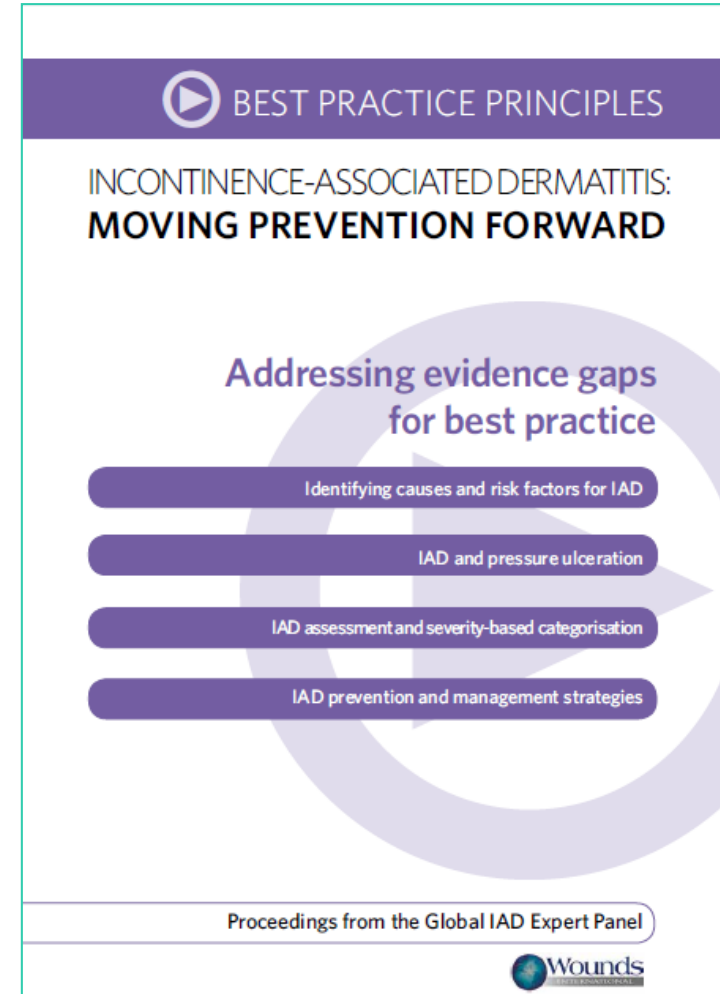 BEST PRACTICE PRINCIPLES
INCONTINENCE-ASSOCIATED DERMATITIS:
MOVING PREVENTION FORWARD
Addressing evidence gaps
for best practice
Identifying causes and risk factors for IAD
IAD and pressure ulceration
IAD assessment and severity-based categorisation
IAD prevention and management strategies
Proceedings from the Global IAD Expert Panel
Wounds
INTERNATIONAL